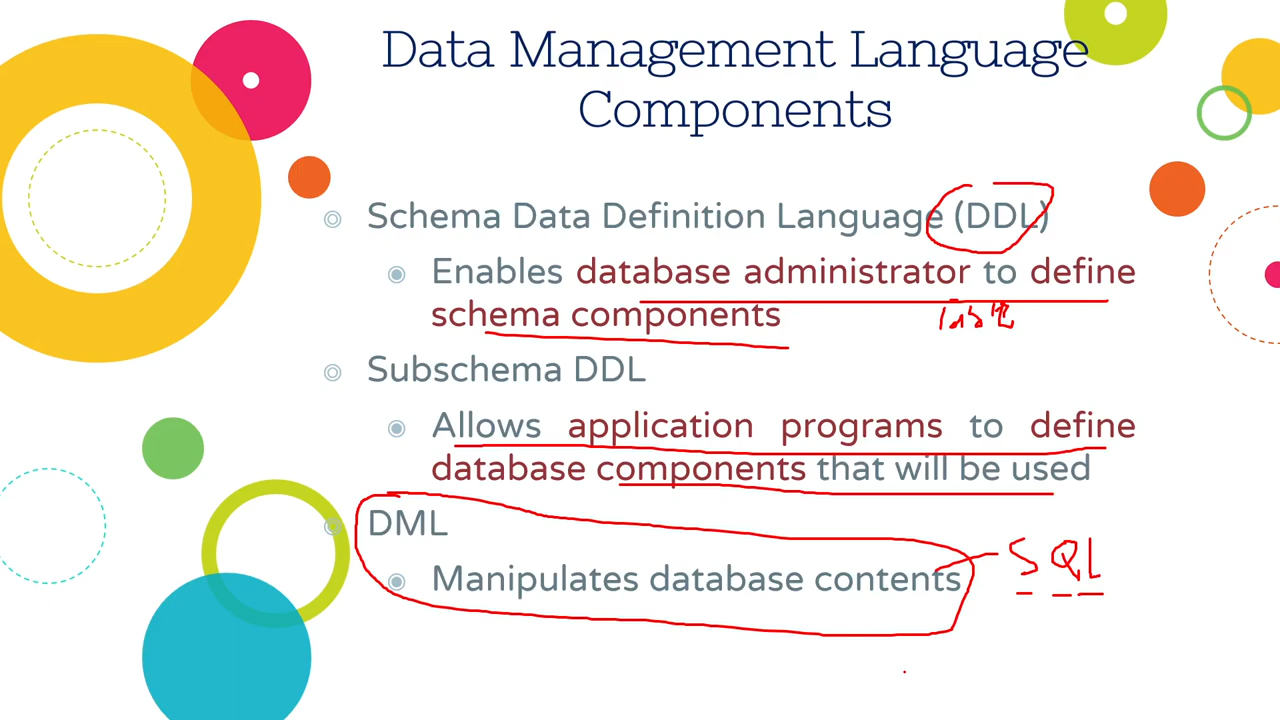 Data Management Language
Components
Schema Data Definition Language (DDL)
Enables database administrator to define
schema components
Subschema DDL
Allows application programs to define
database components that will be used
DML
Manipulates database contents
SQL